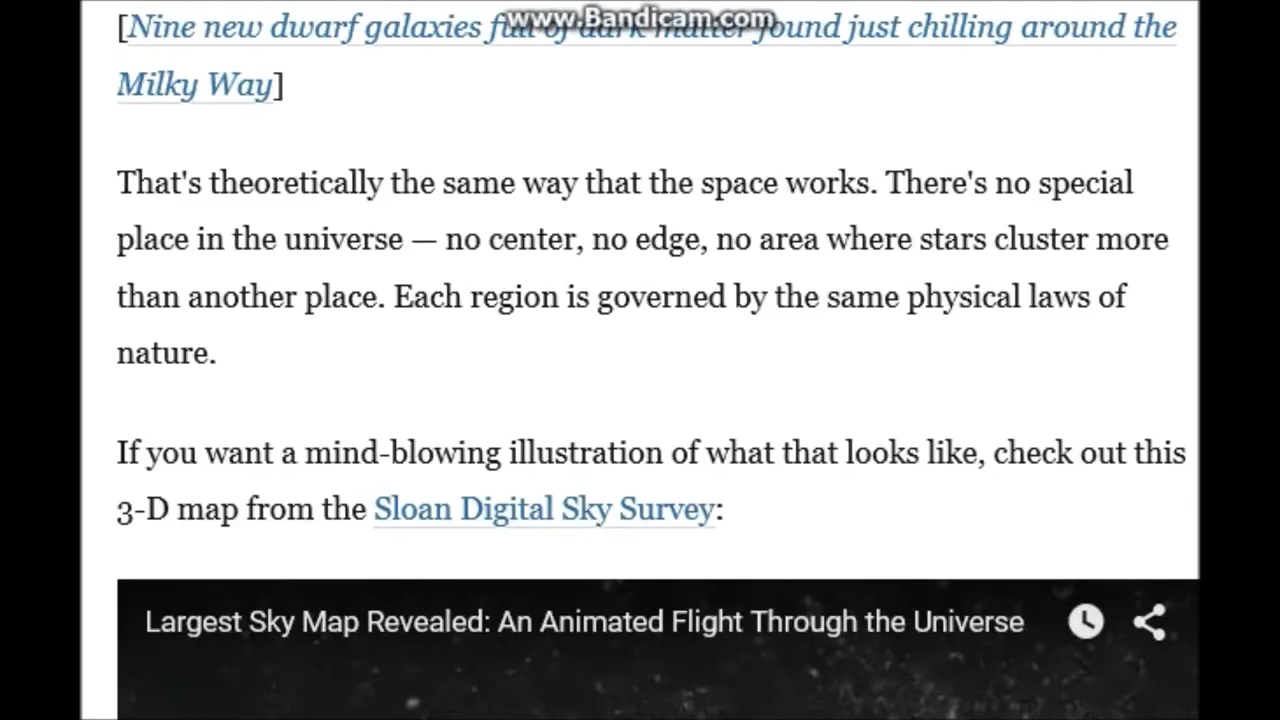 www.Bandicam.com
[Nine new dwarf galaxies full of dark matter found just chilling around the
Milky Way]
That's theoretically the same way that the space works. There's no special
place in the universe — no center, no edge, no area where stars cluster more
than another place. Each region is governed by the same physical laws of
nature.
If you want a mind-blowing illustration of what that looks like, check out this
3-D map from the Sloan Digital Sky Survey:
Largest Sky Map Revealed: An Animated Flight Through the Universe